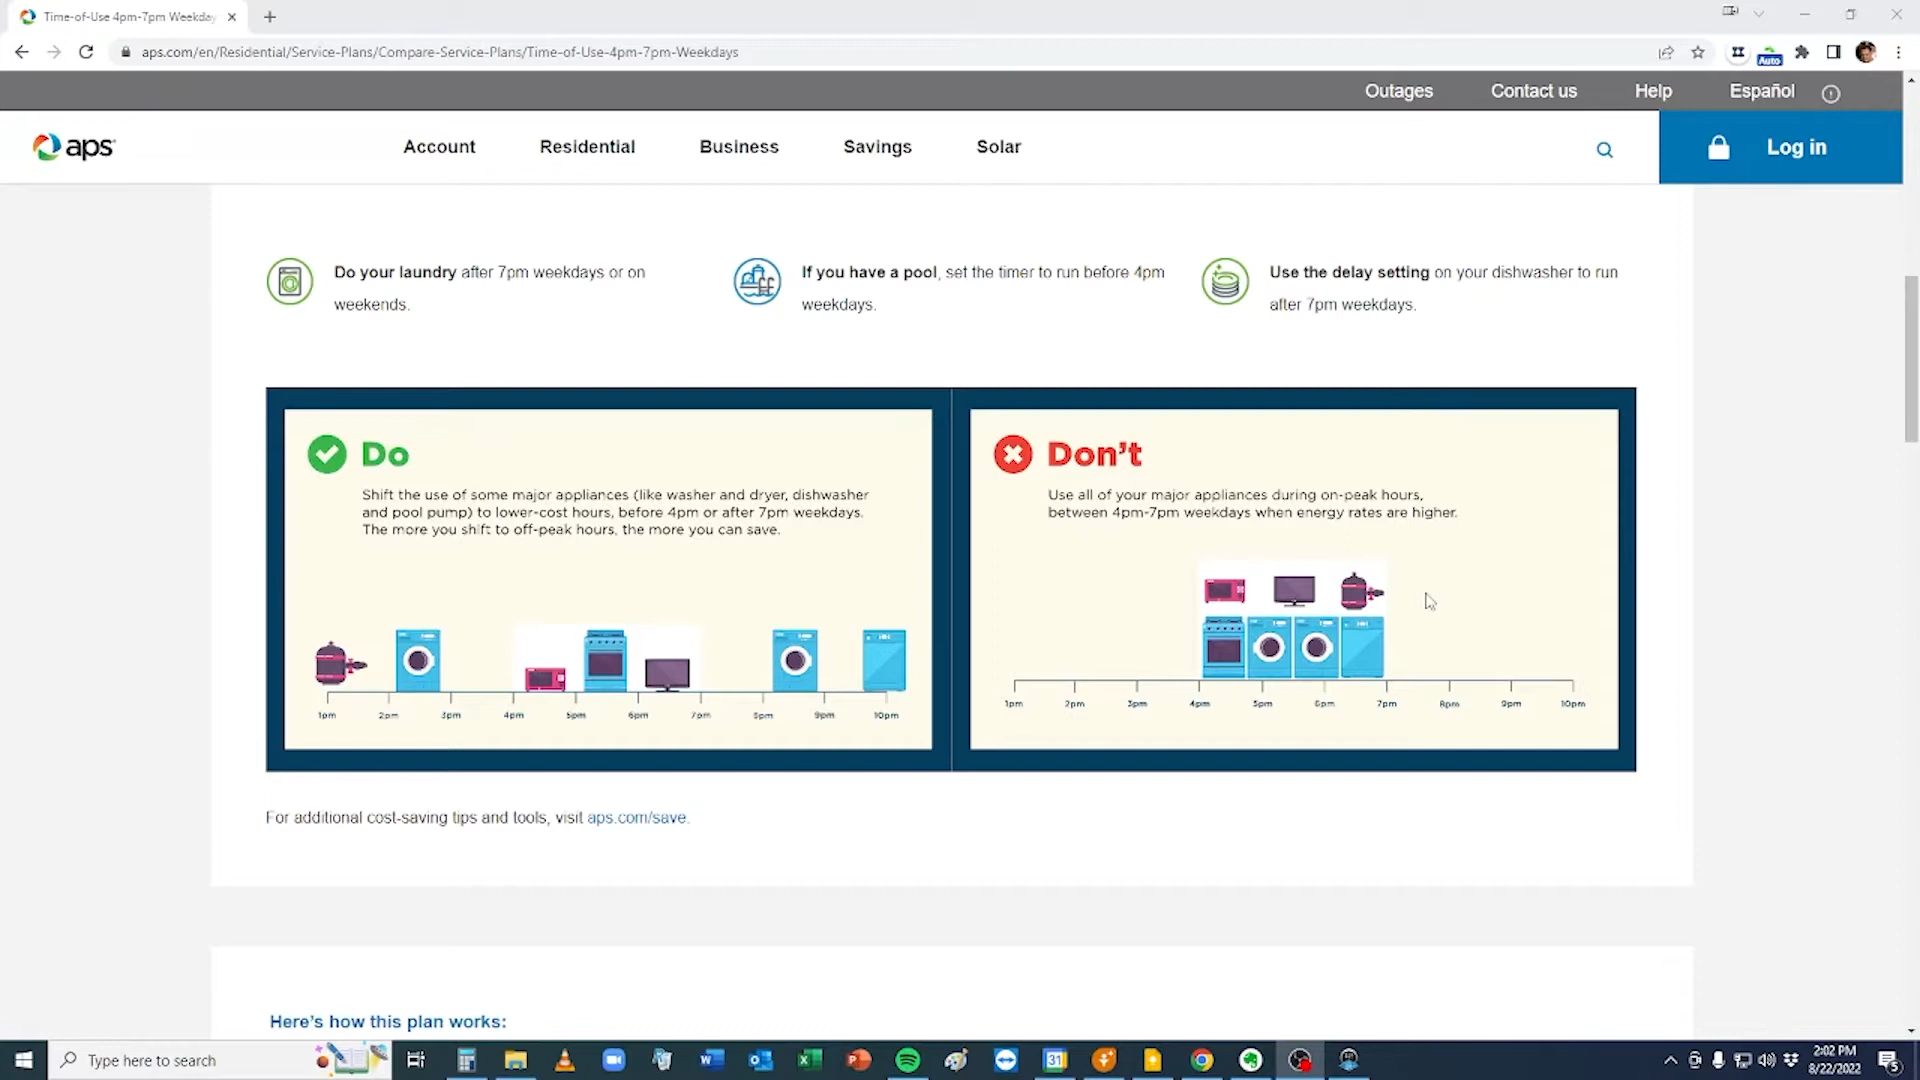 Time-of-Use 4pm-7pm Weekday
aps.com/en/Residential/Service-Plans/Compare-Service-Plans/Time-of-Use-4pm-7pm-Weekdays
Auto
Outages Contact us Help Español
aps Account Residential Business Savings Solar Log in
Do your laundry after 7pm weekdays or on
weekends.
If you have a pool, set the timer to run before 4pm
weekdays.
Use the delay setting on your dishwasher to run
after 7pm weekdays.
Do
Shift the use of some major appliances (like washer and dryer, dishwasher
and pool pump) to lower-cost hours, before 4pm or after 7pm weekdays.
The more you shift to off-peak hours, the more you can save.
1pm 2pm 3pm 4pm 5pm 6pm 7pm 8pm 9pm 10pm
Don't
Use all of your major appliances during on-peak hours,
between 4pm-7pm weekdays when energy rates are higher.
1pm 2pm 3pm 4pm 5pm 6pm 7pm 8pm 9pm 10pm
For additional cost-saving tips and tools, visit aps.com/save.
Here's how this plan works:
Type here to search
31
2:02 PM
8/22/2022
5